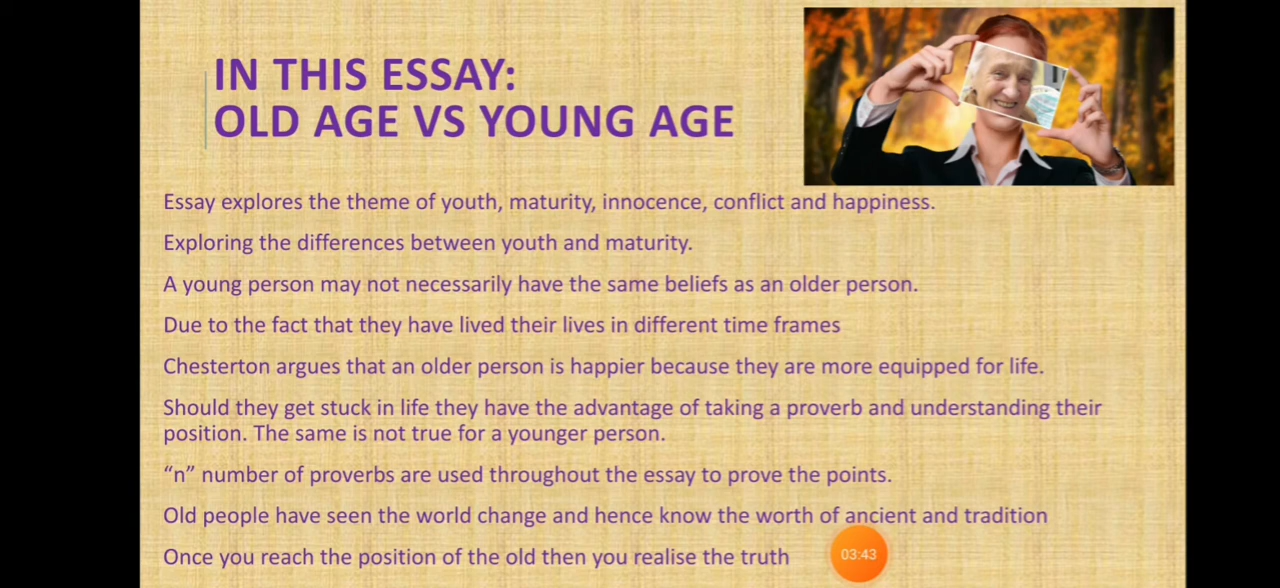 IN THIS ESSAY:
OLD AGE VS YOUNG AGE
Essay explores the theme of youth, maturity, innocence, conflict and happiness.
Exploring the differences between youth and maturity.
A young person may not necessarily have the same beliefs as an older person.
Due to the fact that they have lived their lives in different time frames
Chesterton argues that an older person is happier because they are more equipped for life.
Should they get stuck in life they have the advantage of taking a proverb and understanding their
position. The same is not true for a younger person.
“n” number of proverbs are used throughout the essay to prove the points.
Old people have seen the world change and hence know the worth of ancient and tradition
Once you reach the position of the old then you realise the truth
03:43